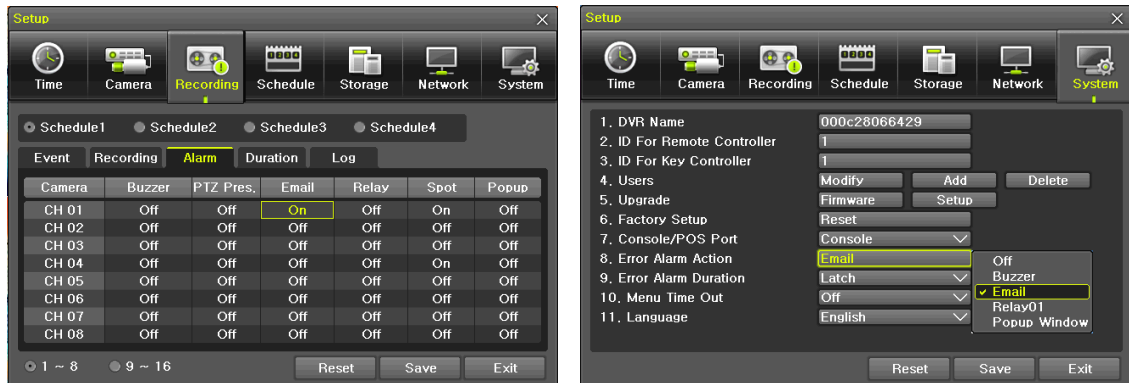 Setup
Time Camera Recording Schedule Storage Network System
Schedule1 Schedule2 Schedule3 Schedule4
Event Recording Alarm Duration Log
Camera Buzzer PTZ Pres. Email Relay Spot Popup
CH 01 Off Off On Off On Off
CH 02 Off Off Off Off Off Off
CH 03 Off Off Off Off Off Off
CH 04 Off Off Off Off On Off
CH 05 Off Off Off Off Off Off
CH 06 Off Off Off Off Off Off
CH 07 Off Off Off Off Off Off
CH 08 Off Off Off Off Off Off
1 ~ 8 9 ~ 16 Reset Save Exit
Setup
Time Camera Recording Schedule Storage Network System
1. DVR Name 000c28066429
2. ID For Remote Controller 1
3. ID For Key Controller 1
4. Users Modify Add Delete
5. Upgrade Firmware Setup
6. Factory Setup Reset
7. Console/POS Port Console
8. Error Alarm Action Email
9. Error Alarm Duration Latch
10. Menu Time Out Off
11. Language English
Off
Buzzer
Email
Relay01
Popup Window
Reset Save Exit